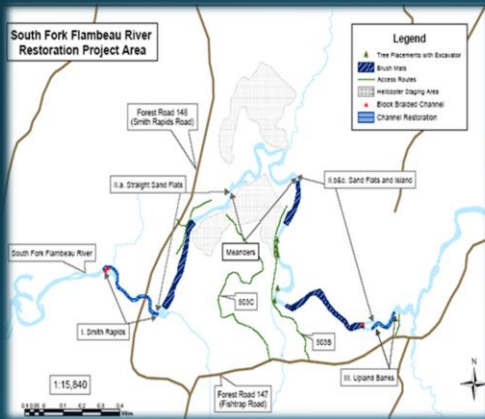 South Fork Flambeau River
Restoration Project Area
Legend
Tree Placements with Excavator
Brush Mats
Access Routes
Helicopter Staging Area
Block Braided Channel
Channel Restoration
Forest Road 148
(Smith Rapids Road)
II.a. Straight Sand Flats
II.b&c. Sand Flats and Island
South Fork Flambeau River
Meanders
503C
I. Smith Rapids
503B
III. Upland Banks
1:15,840
Forest Road 147
(Fishtrap Road)
N